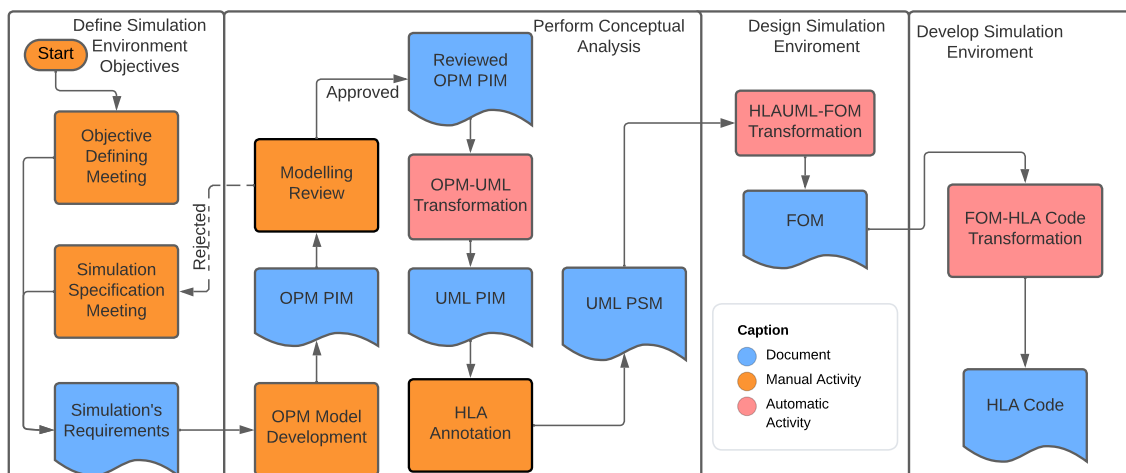 Define Simulation
Environment
Objectives
Start
Objective
Defining
Meeting
Simulation
Specification
Meeting
Simulation's
Requirements
Perform Conceptual
Analysis
Reviewed
OPM PIM
Approved
Modelling
Review
Rejected
OPM-UML
Transformation
OPM PIM
UML PIM
UML PSM
OPM Model
Development
HLA
Annotation
Design Simulation
Enviroment
HLAUML-FOM
Transformation
FOM
Caption
Document
Manual Activity
Automatic
Activity
Develop Simulation
Enviroment
FOM-HLA Code
Transformation
HLA Code